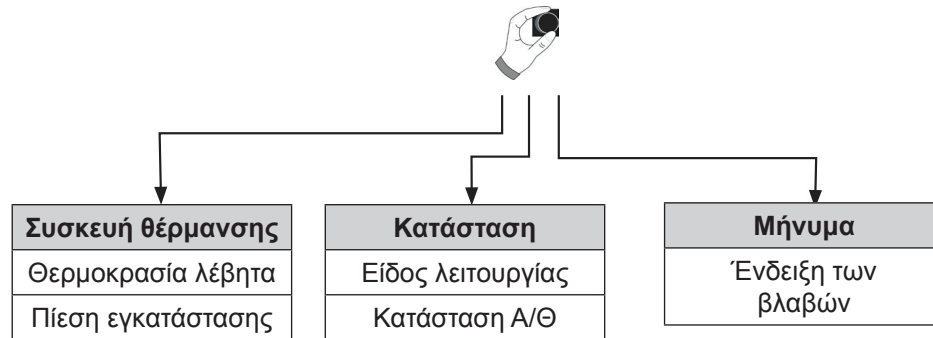 Συσκευή θέρμανσης
Θερμοκρασία λέβητα
Πίεση εγκατάστασης
Κατάσταση
Είδος λειτουργίας
Κατάσταση Α/Θ
Μήνυμα
Ένδειξη των
βλαβών